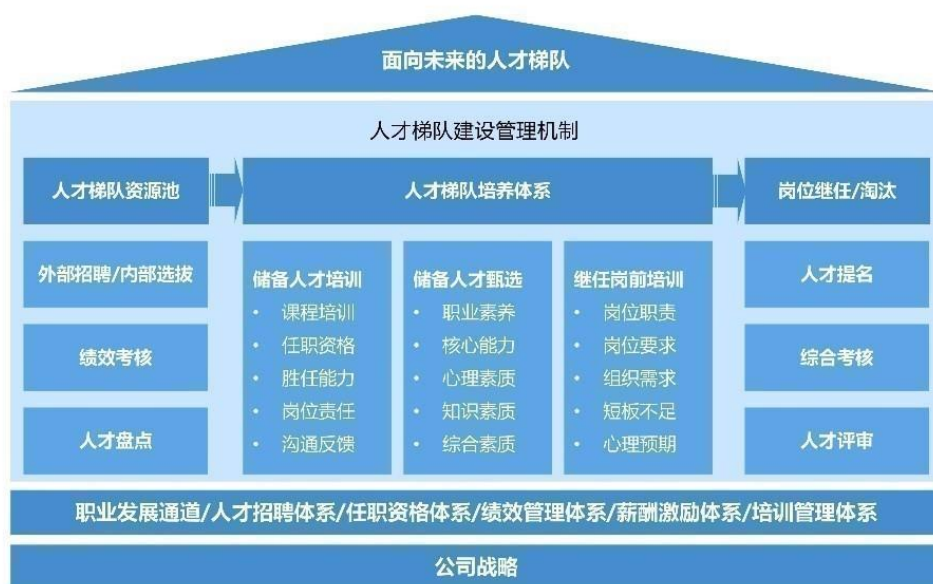 面向未来的人才梯队
人才梯队建设管理机制
人才梯队资源池
人才梯队培养体系
岗位继任/淘汰
外部招聘/内部选拔
绩效考核
人才盘点
储备人才培训
• 课程培训
• 任职资格
• 胜任能力
• 岗位责任
• 沟通反馈
储备人才甄选
• 职业素养
• 核心能力
• 心理素质
• 知识素质
• 综合素质
继任岗前培训
• 岗位职责
• 岗位要求
• 组织需求
• 短板不足
• 心理预期
人才提名
综合考核
人才评审
职业发展通道/人才招聘体系/任职资格体系/绩效管理体系/薪酬激励体系/培训管理体系
公司战略